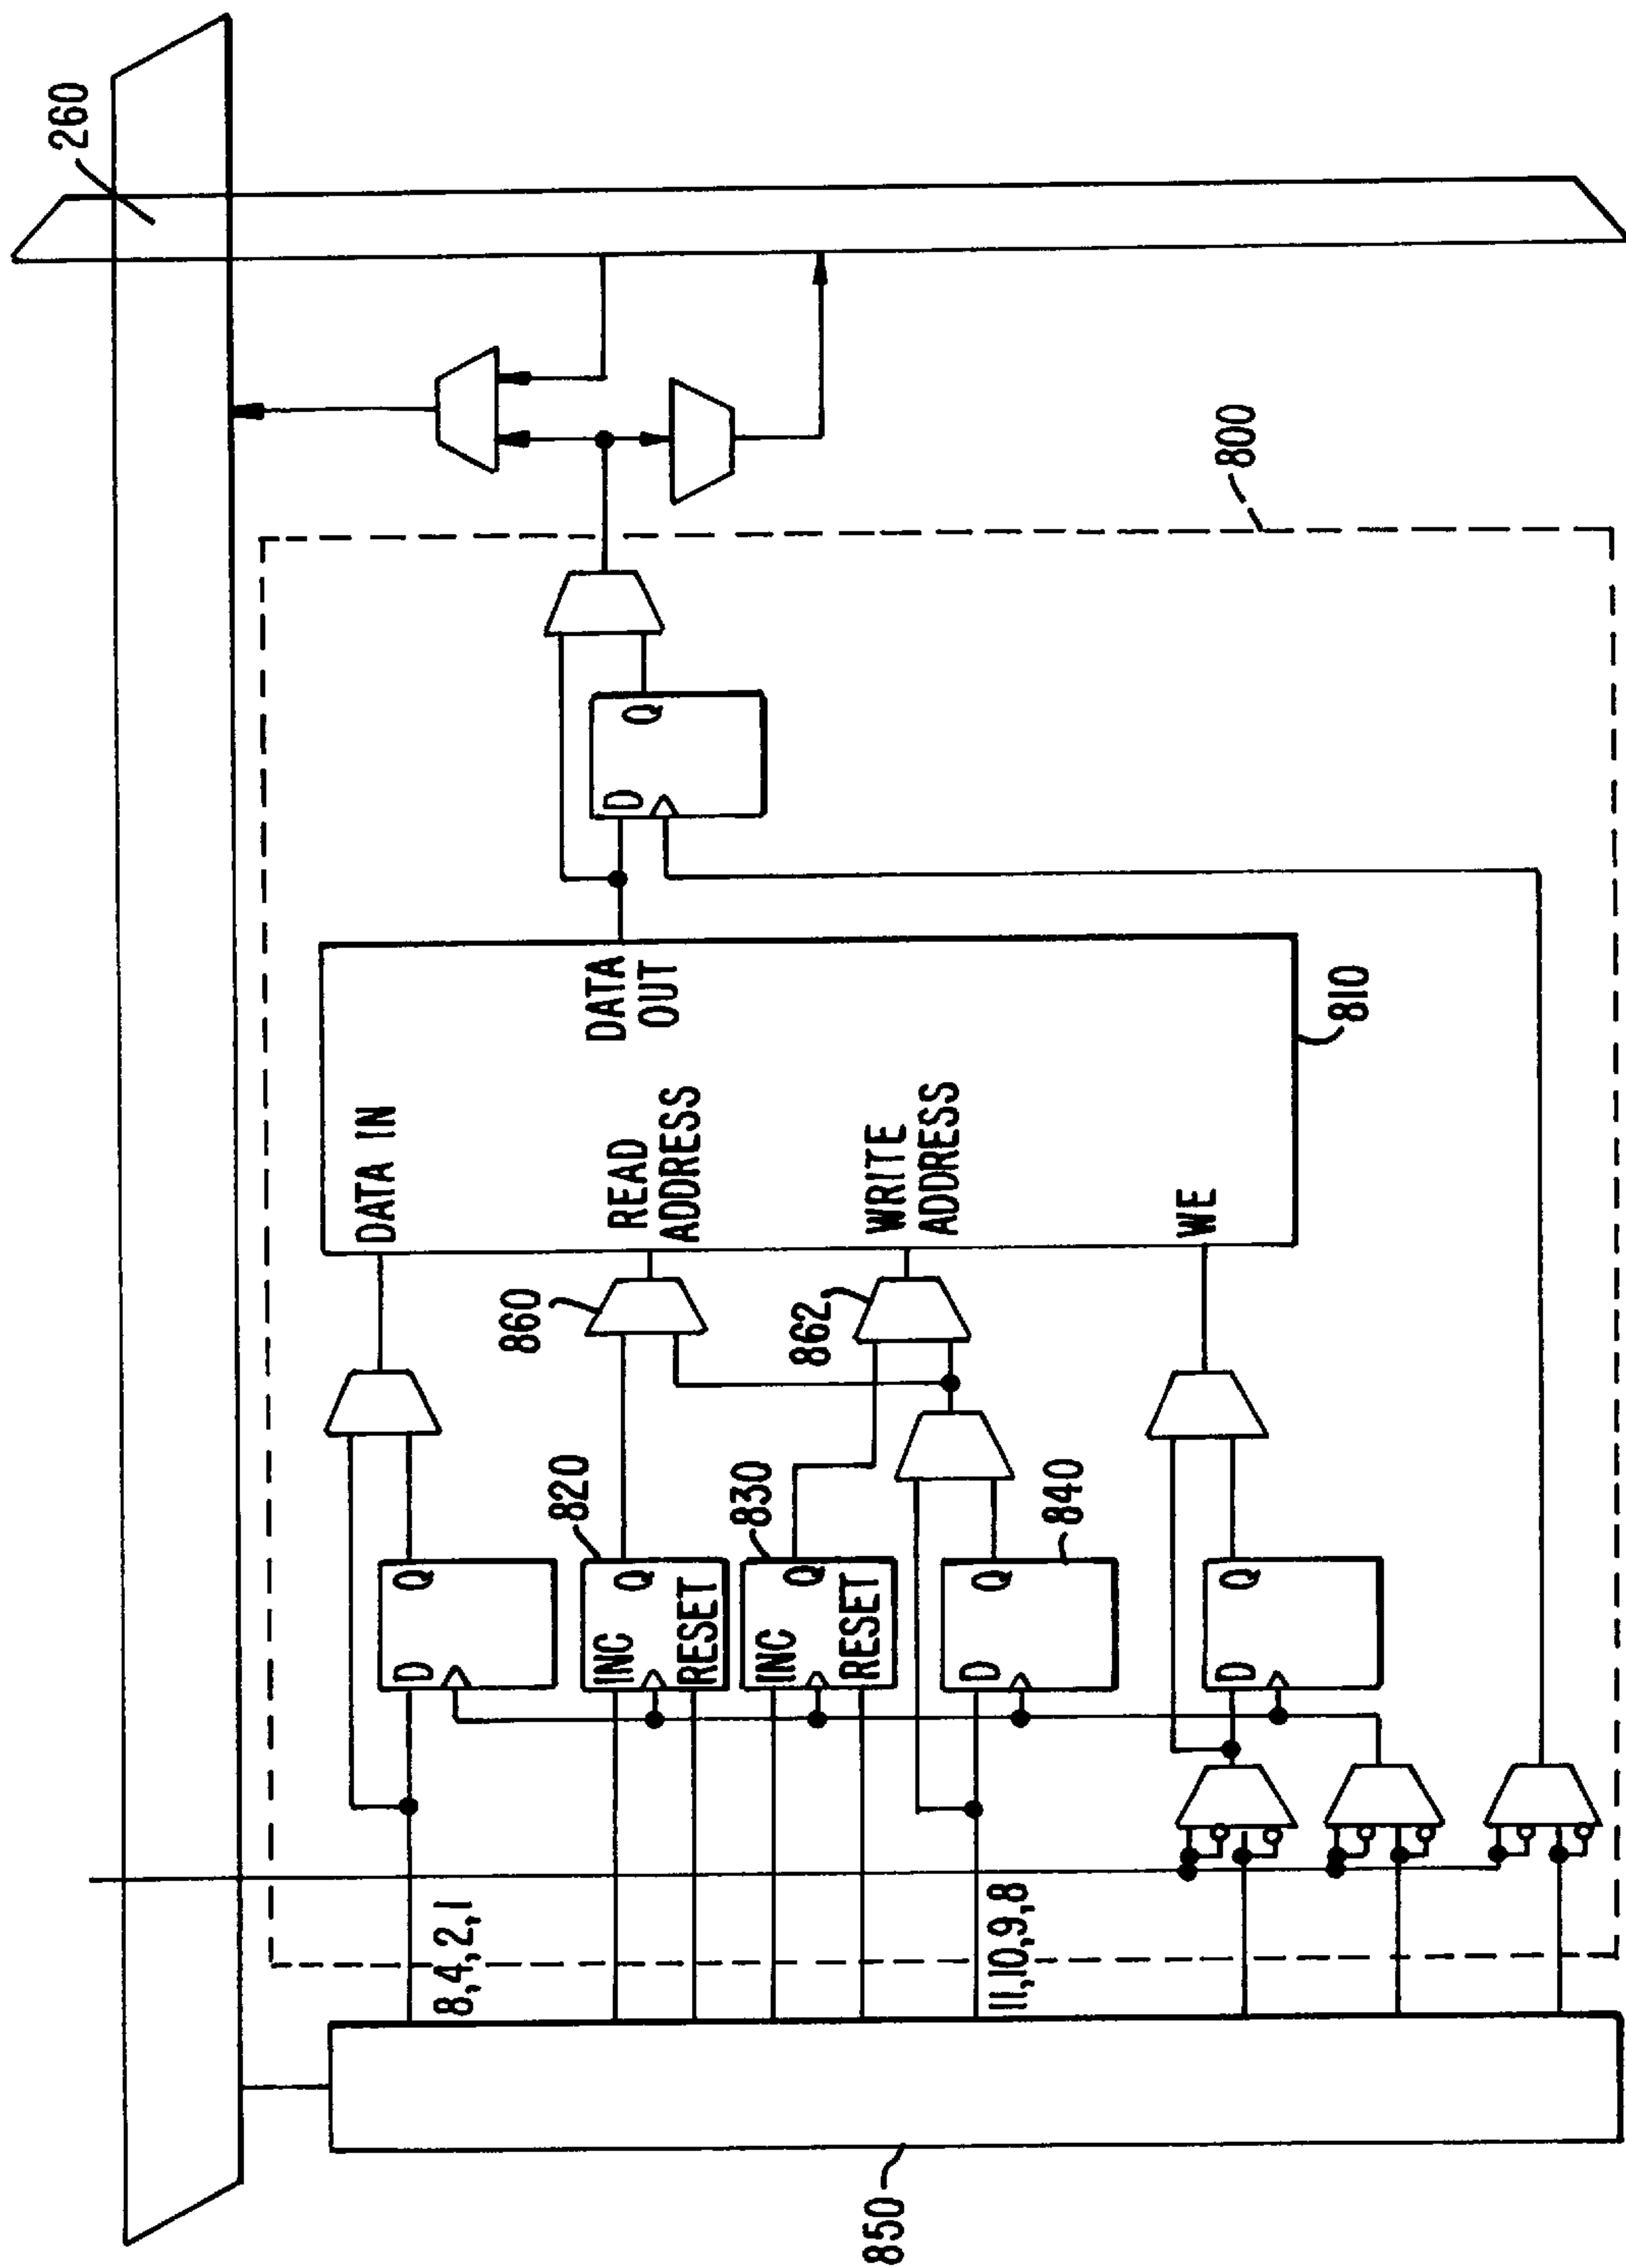 260
DATA IN
D Q
8,4,2,1
860
820
DATA
OUT
INC Q
RESET
READ
ADDRESS
D Q
830
INC Q
RESET
862
850
WRITE
ADDRESS
D Q
11,10,9,8
840
WE
D Q
800
810